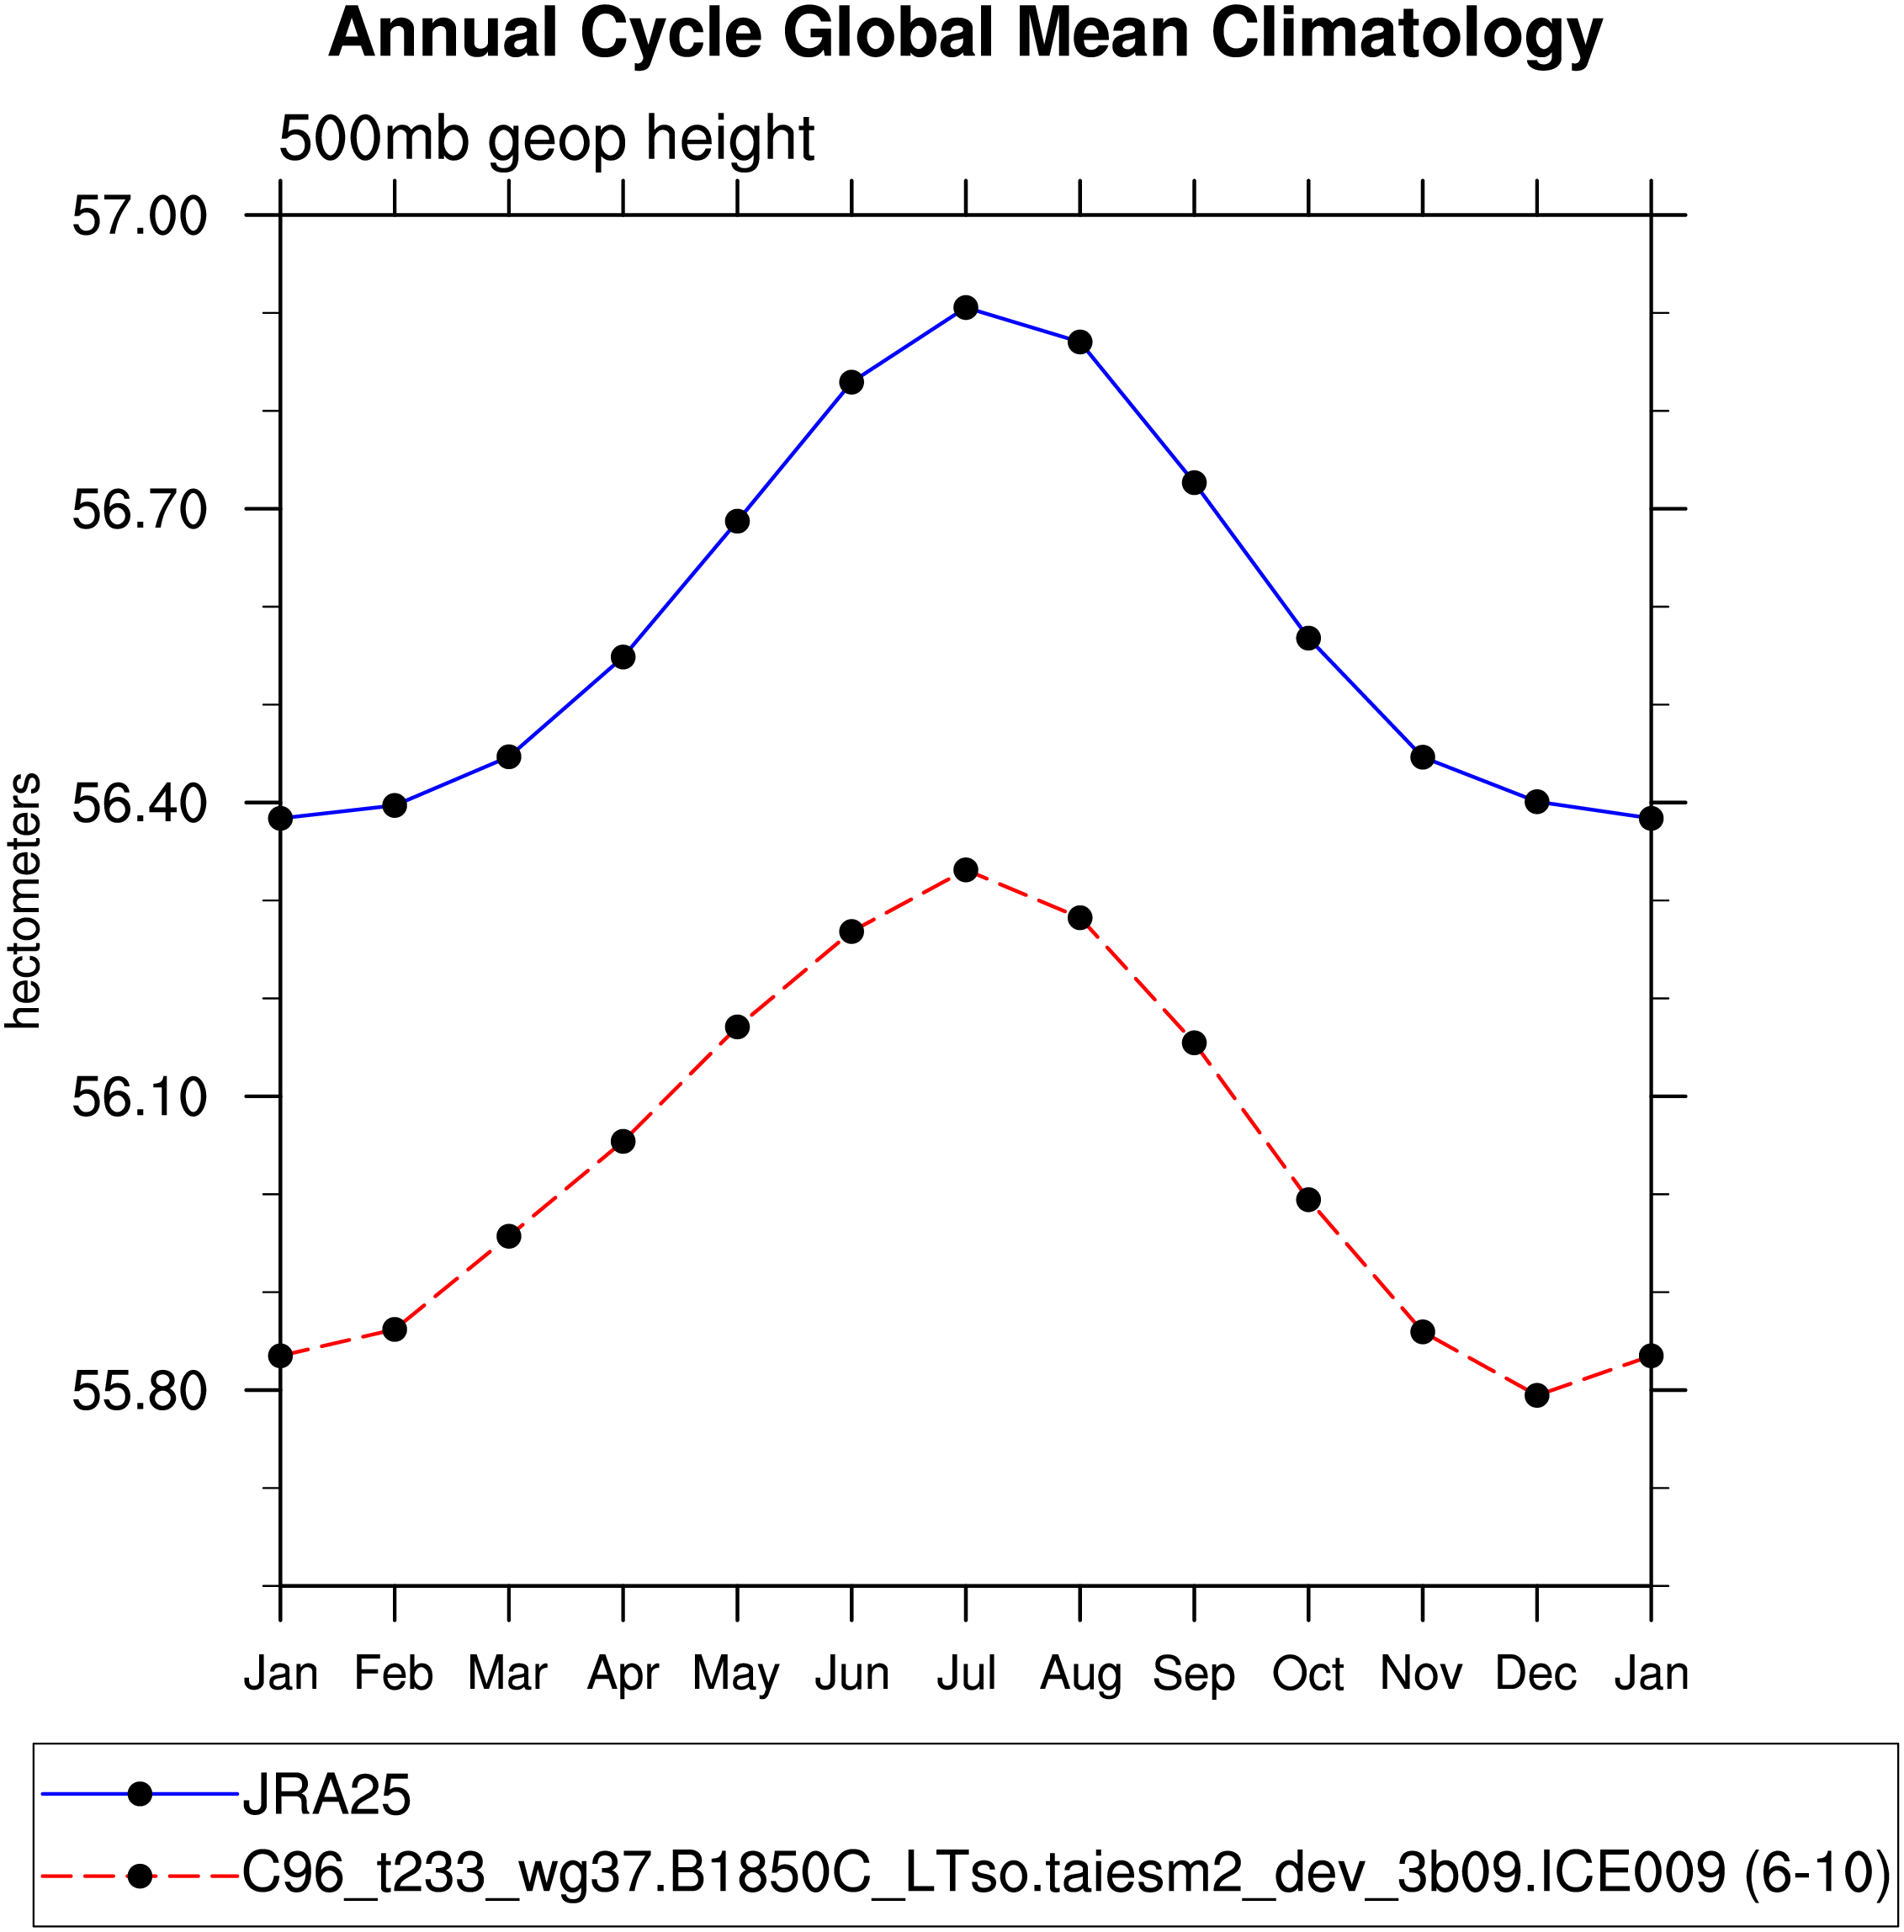 Annual Cycle Global Mean Climatology
500mb geop height
57.00
56.70
56.40
56.10
55.80
hectometers
Jan Feb Mar Apr May Jun Jul Aug Sep Oct Nov Dec Jan
JRA25
C96_t233_wg37.B1850C_LTso.taiesm2_dev_3b09.ICE009 (6-10)